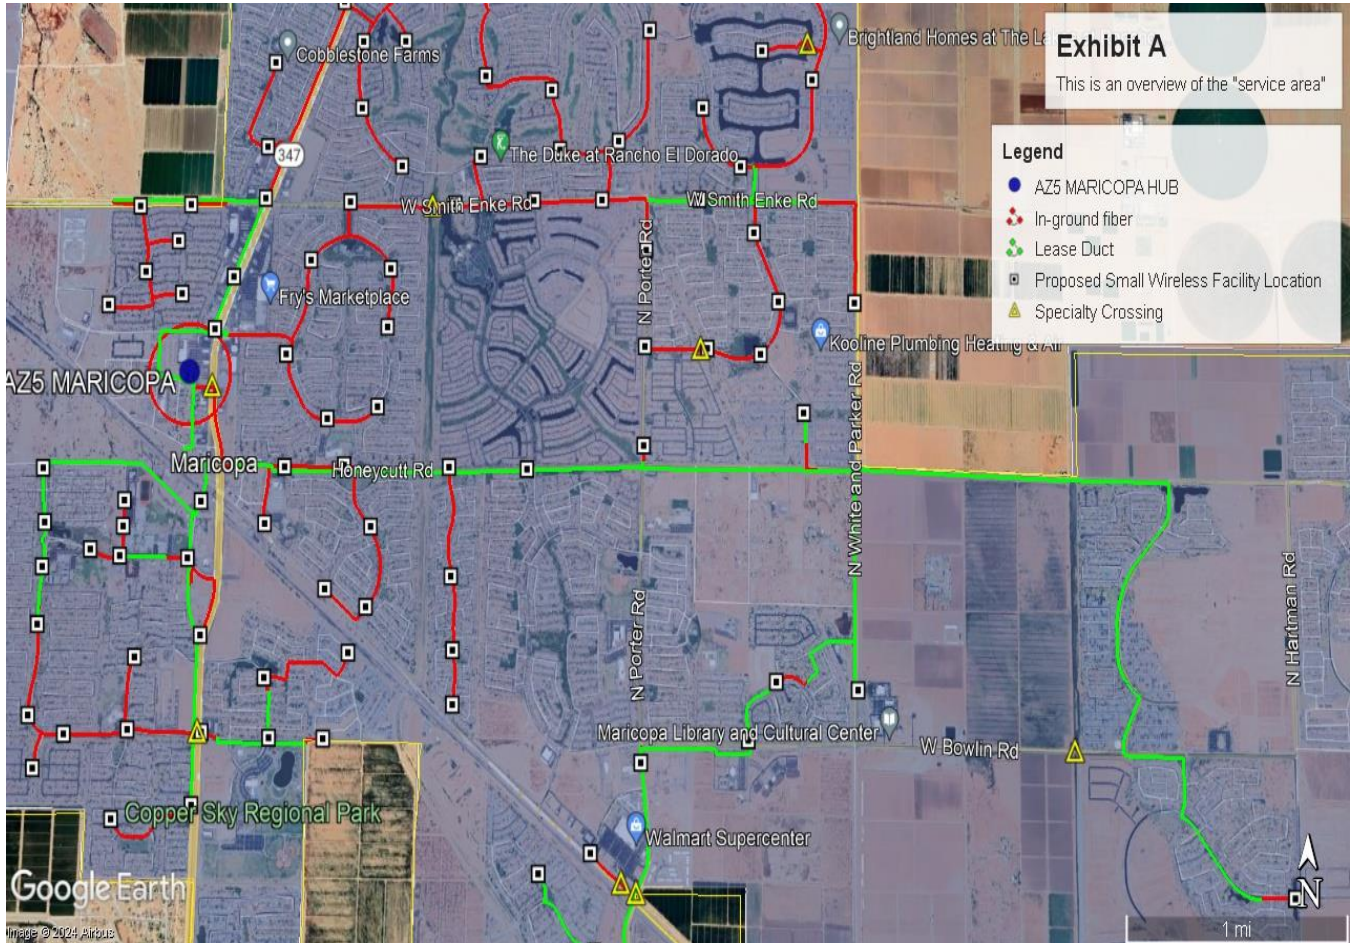 Exhibit A
This is an overview of the "service area"
Legend
AZ5 MARICOPA HUB
In-ground fiber
Lease Duct
Proposed Small Wireless Facility Location
Specialty Crossing
Cobblestone Farms
Brightland Homes at The La
347
The Duke at Rancho El Dorado
W Smith Enke Rd
W Smith Enke Rd
N Porter Rd
Fry's Marketplace
Kooline Plumbing Heating & Air
AZ5 MARICOPA
N White and Parker Rd
Maricopa
Honeycutt Rd
N Hartman Rd
N Porter Rd
Maricopa Library and Cultural Center
W Bowlin Rd
Copper Sky Regional Park
Walmart Supercenter
Google Earth
N
1 mi
Image © 2024 Airbus